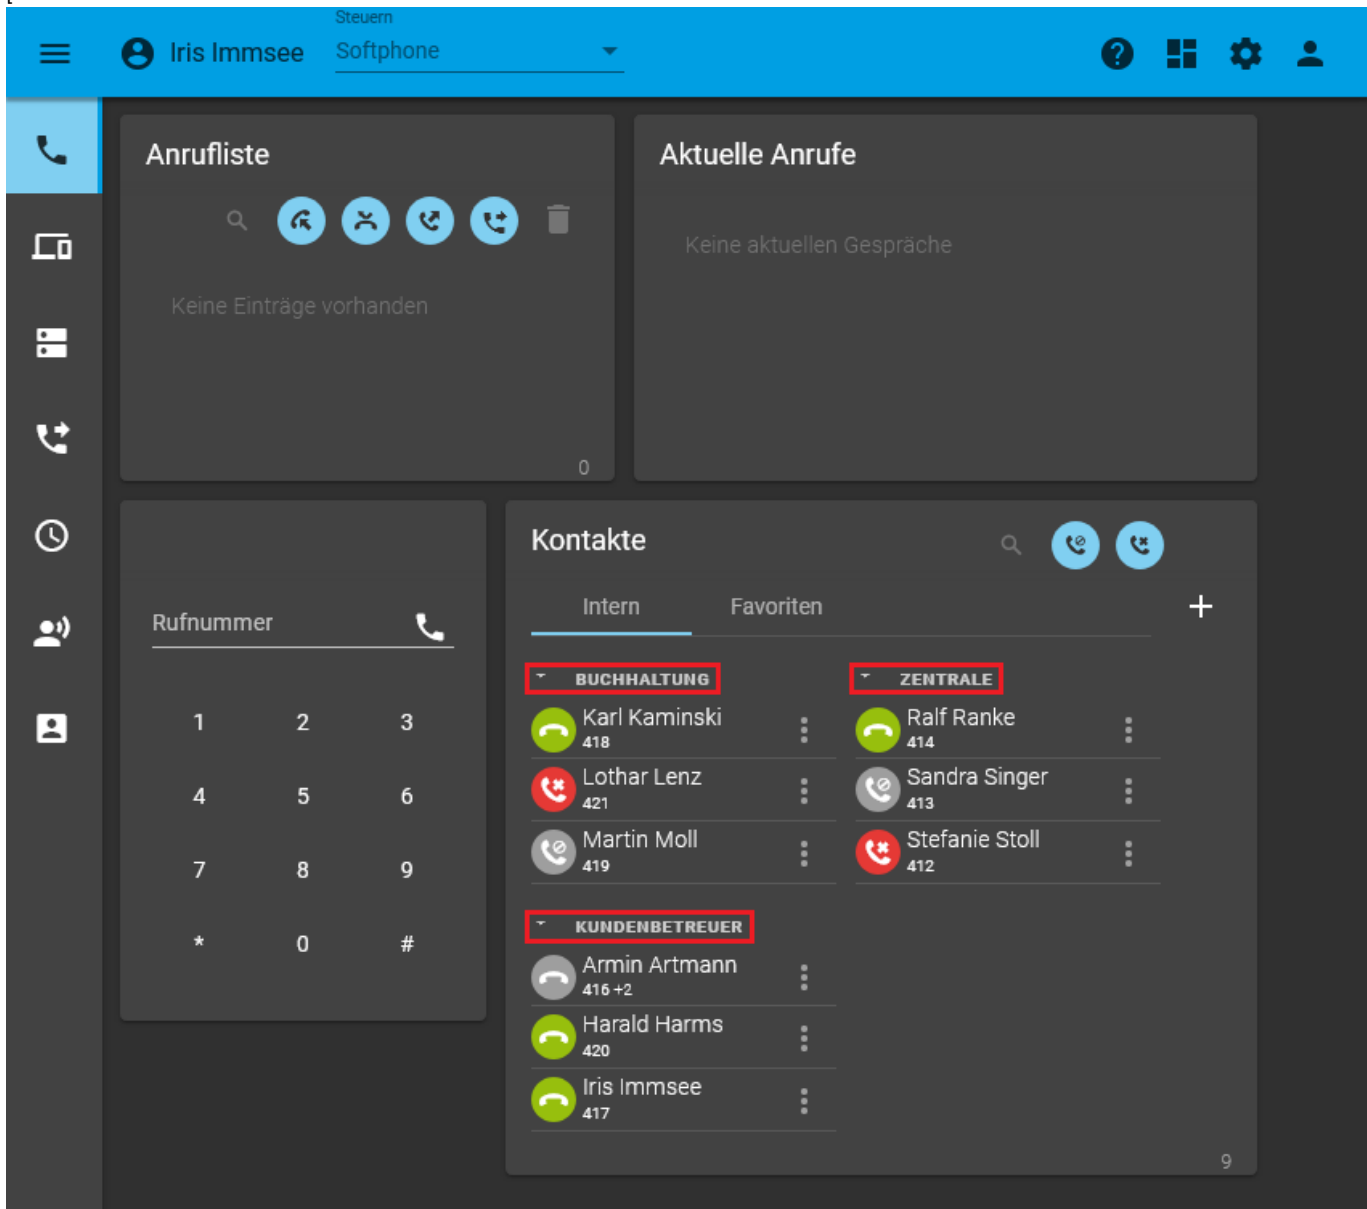 Steuern
Iris Immsee
Softphone
Anrufliste
Aktuelle Anrufe
Keine aktuellen Gespräche
Keine Einträge vorhanden
0
Kontakte
Intern Favoriten
Rufnummer
1 2 3
4 5 6
7 8 9
* 0 #
BUCHHALTUNG
Karl Kaminski
418
Lothar Lenz
421
Martin Moll
419
ZENTRALE
Ralf Ranke
414
Sandra Singer
413
Stefanie Stoll
412
KUNDENBETREUER
Armin Artmann
416 +2
Harald Harms
420
Iris Immsee
417
9